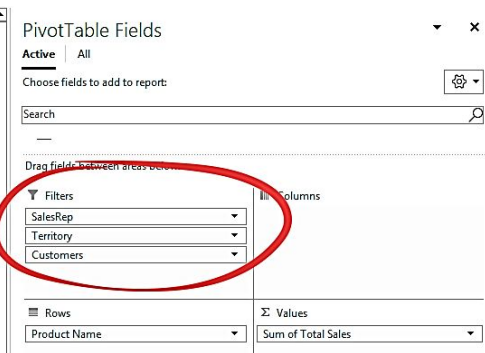 PivotTable Fields
Active All
Choose fields to add to report:
Search
Drag fields between areas below
Filters
Columns
SalesRep
Territory
Customers
Rows
Σ Values
Product Name
Sum of Total Sales